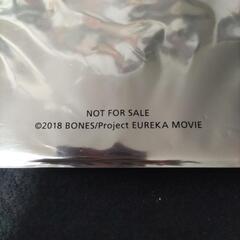 NOT FOR SALE
©2018 BONES/Project EUREKA MOVIE